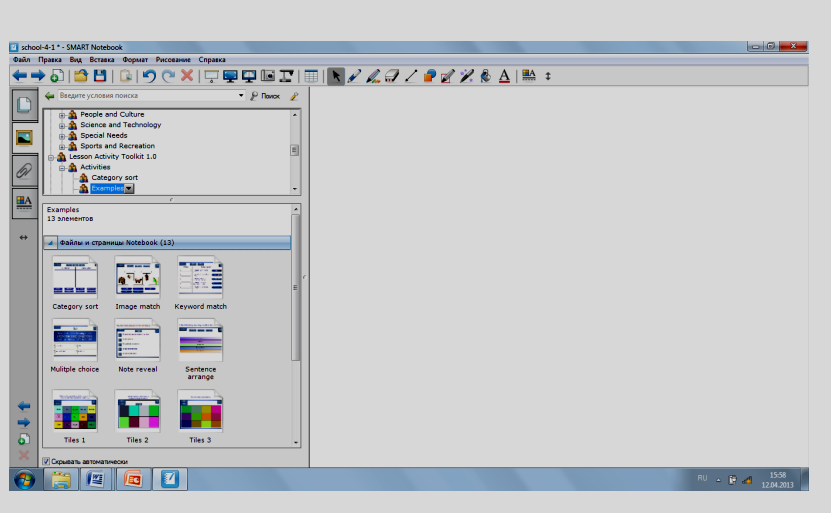 school-4-1 * - SMART Notebook
Файл Правка Вид Вставка Формат Рисование Справка
Введите условия поиска
Поиск
People and Culture
Science and Technology
Special Needs
Sports and Recreation
Lesson Activity Toolkit 1.0
Activities
Category sort
Examples
Examples
13 элементов
Файлы и страницы Notebook (13)
Category sort Image match Keyword match
Mulitple choice Note reveal Sentence
arrange
Tiles 1 Tiles 2 Tiles 3
Скрывать автоматически
RU 15:58
12.04.2013